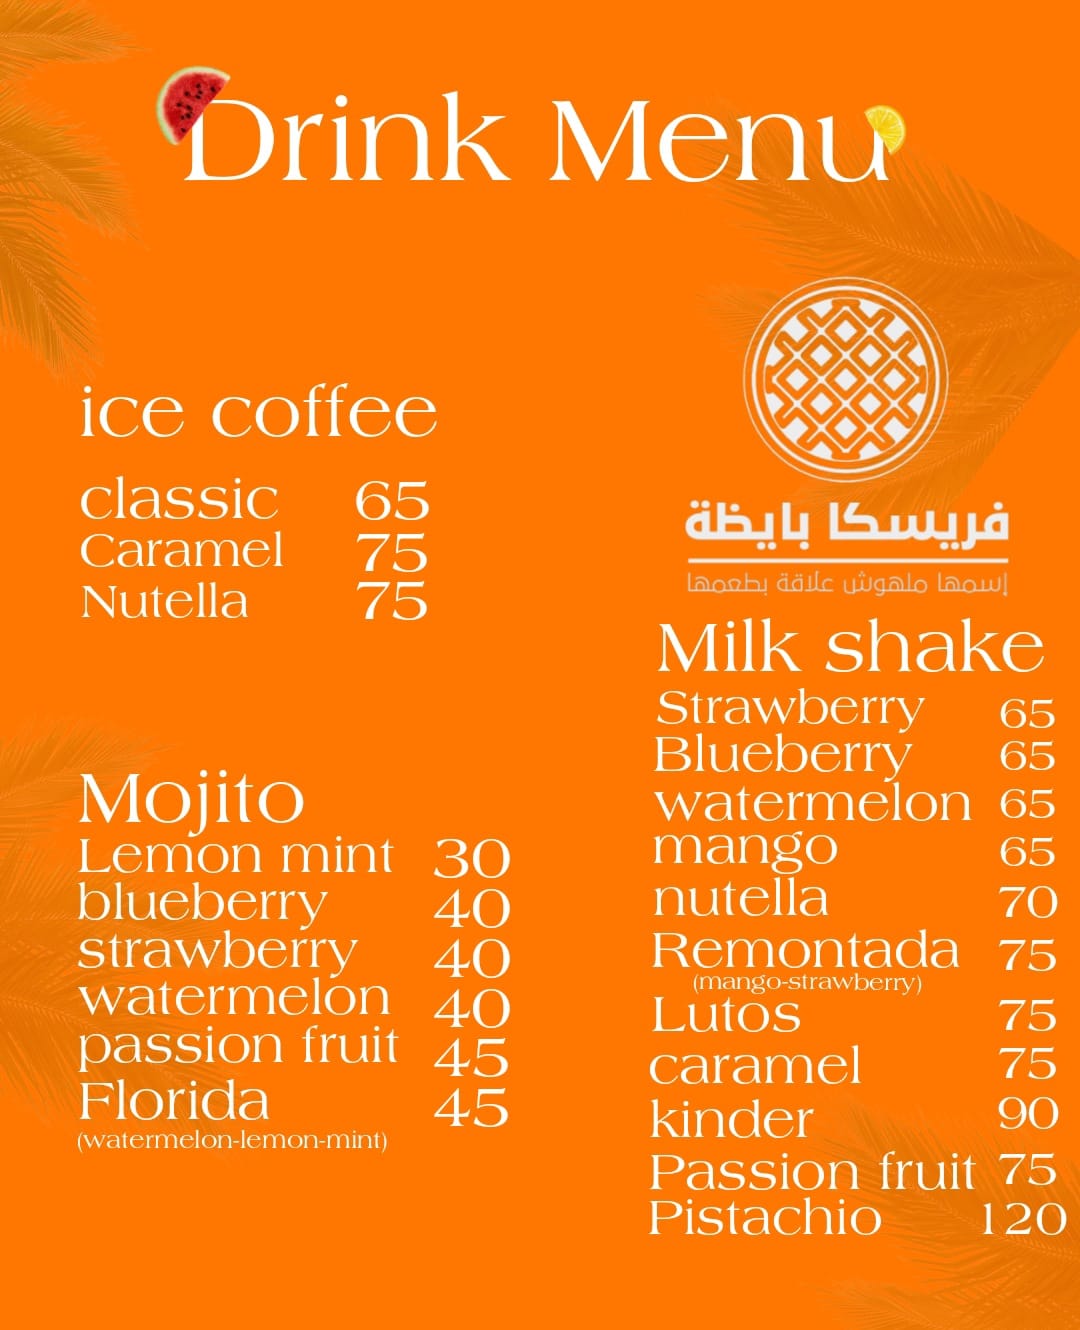 Drink Menu
ice coffee
classic 65
Caramel 75
Nutella 75
Mojito
Lemon mint 30
blueberry 40
strawberry 40
watermelon 40
passion fruit 45
Florida 45
(watermelon-lemon-mint)
فريسكا بايظة
إسمها ملهوش علاقة بطعمها
Milk shake
Strawberry 65
Blueberry 65
watermelon 65
mango 65
nutella 70
Remontada 75
(mango-strawberry)
Lutos 75
caramel 75
kinder 90
Passion fruit 75
Pistachio 120